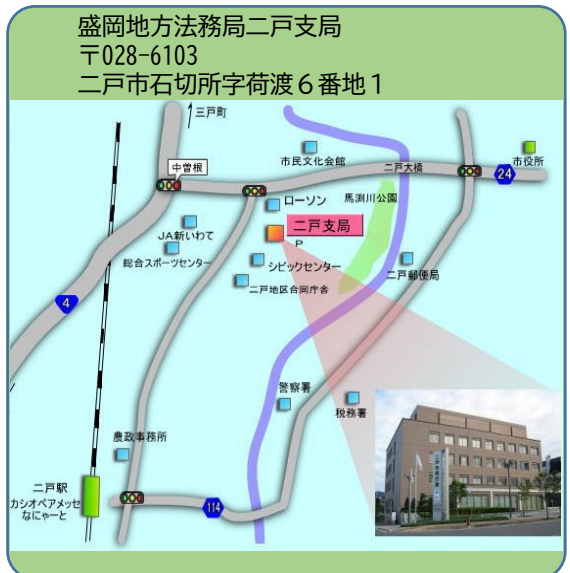 盛岡地方法務局二戸支局
〒028-6103
二戸市石切所字荷渡６番地１
三戸町
中曽根
市民文化会館
二戸大橋
市役所
24
ローソン
馬渕川公園
二戸支局
P
JA新いわて
総合スポーツセンター
シビックセンター
二戸郵便局
二戸地区合同庁舎
4
警察署
税務署
農政事務所
二戸駅
カシオペアメッセ
なにゃーと
114